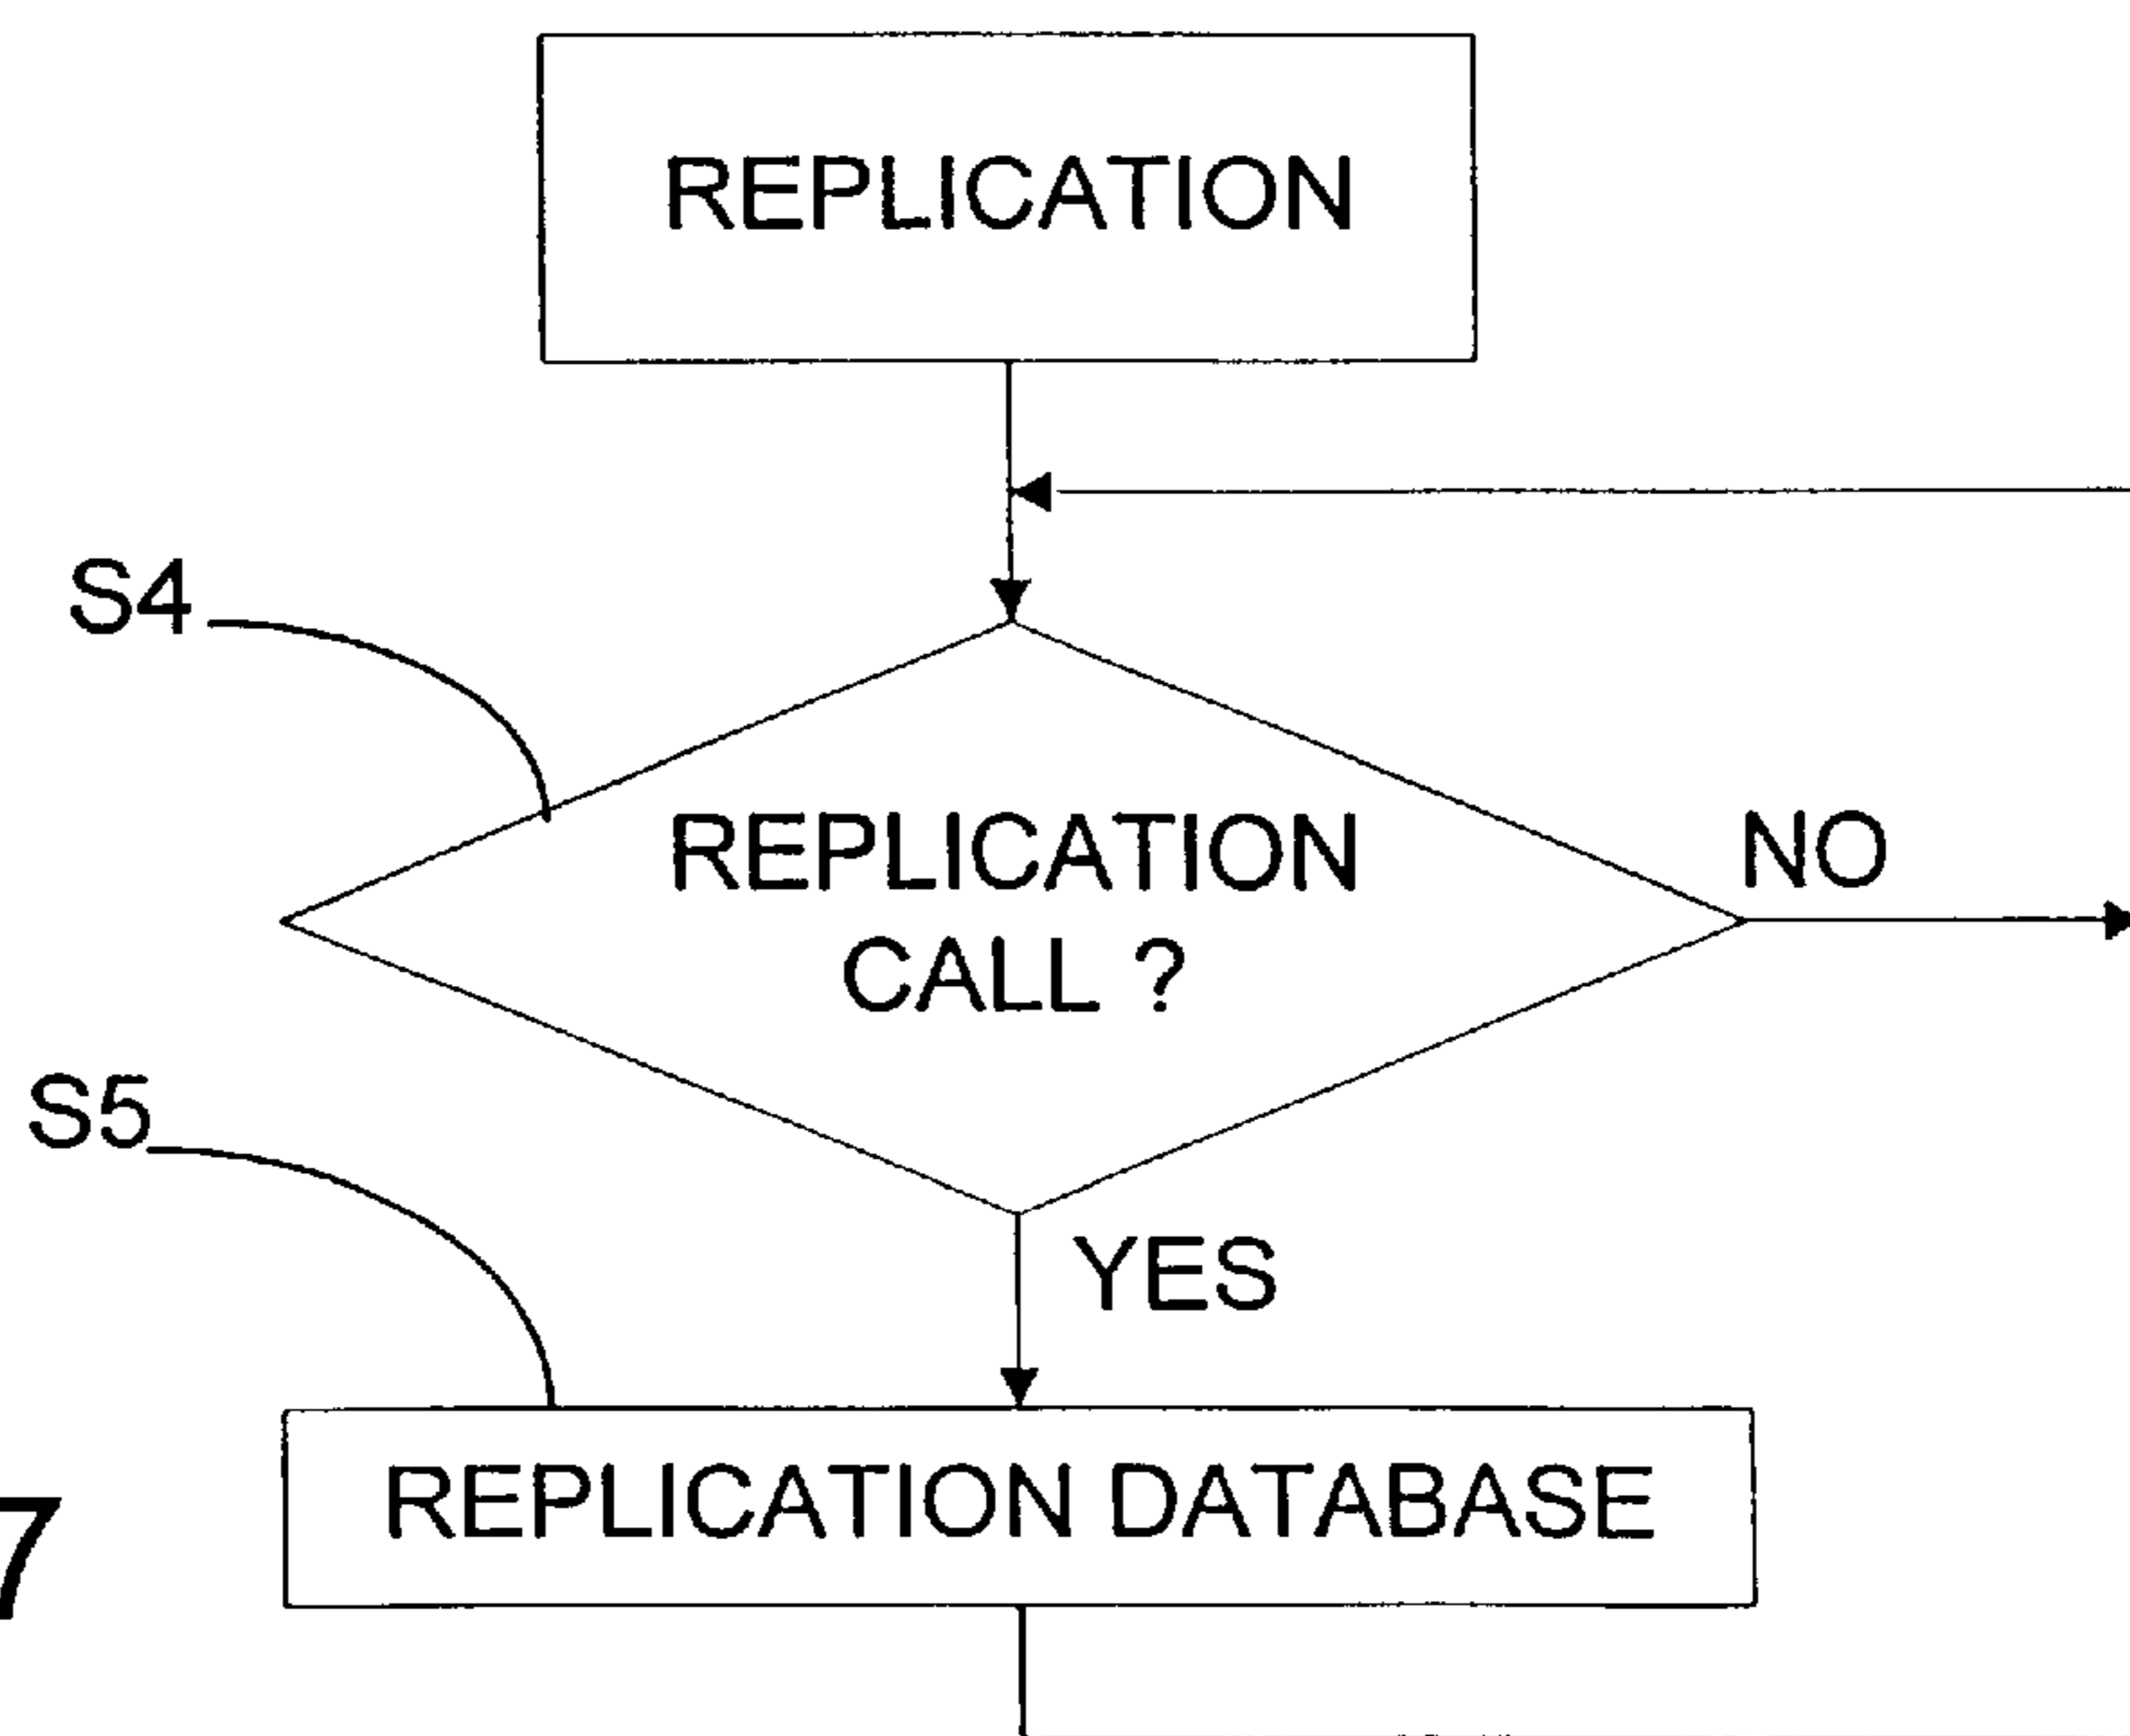 REPLICATION
S4
REPLICATION
CALL ?
NO
S5
YES
REPLICATION DATABASE
7